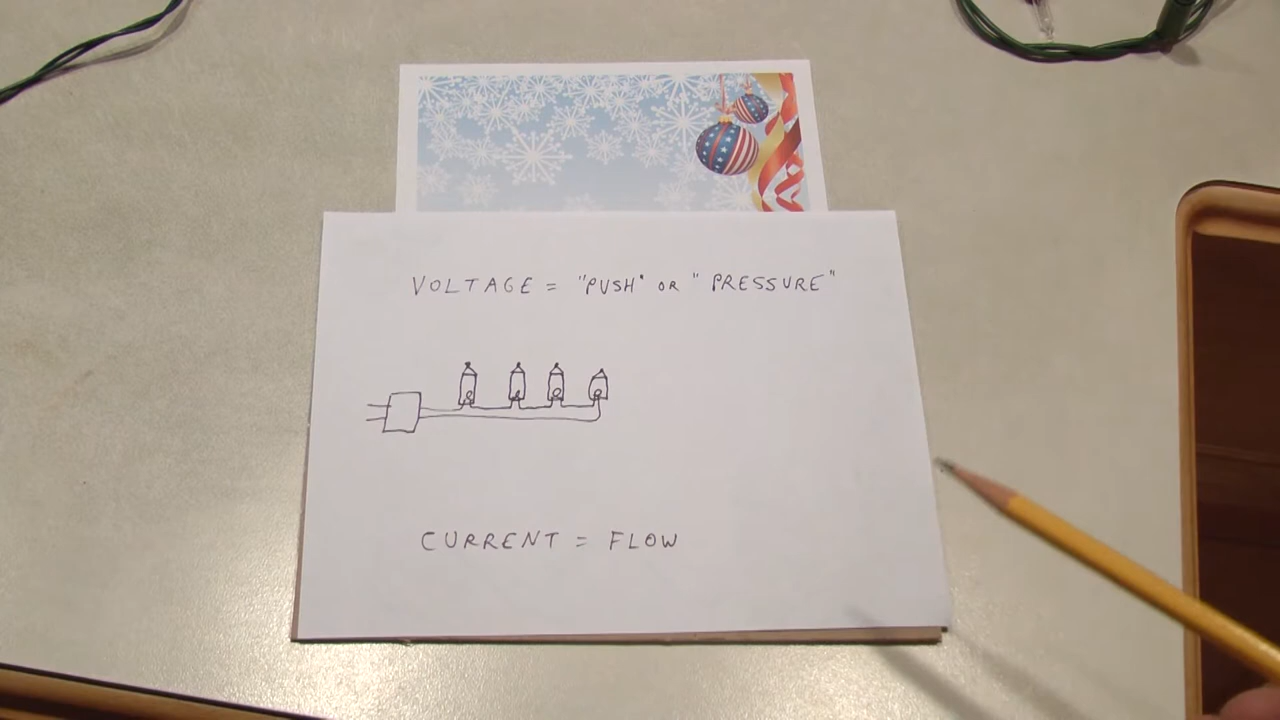 VOLTAGE = "PUSH" OR "PRESSURE"
CURRENT = FLOW